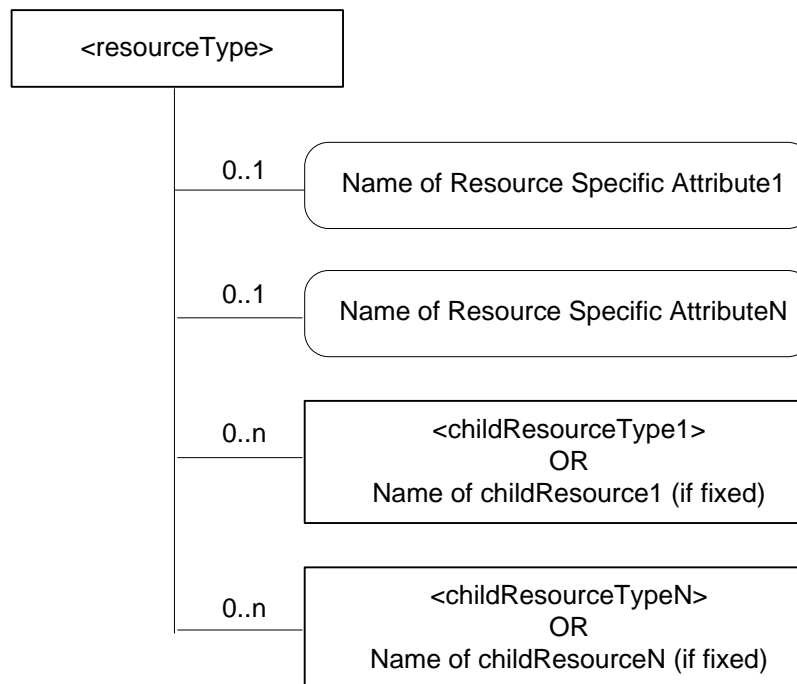 <resourceType>
0..1
Name of Resource Specific Attribute1
0..1
Name of Resource Specific AttributeN
0..n
<childResourceType1>
OR
Name of childResource1 (if fixed)
0..n
<childResourceTypeN>
OR
Name of childResourceN (if fixed)